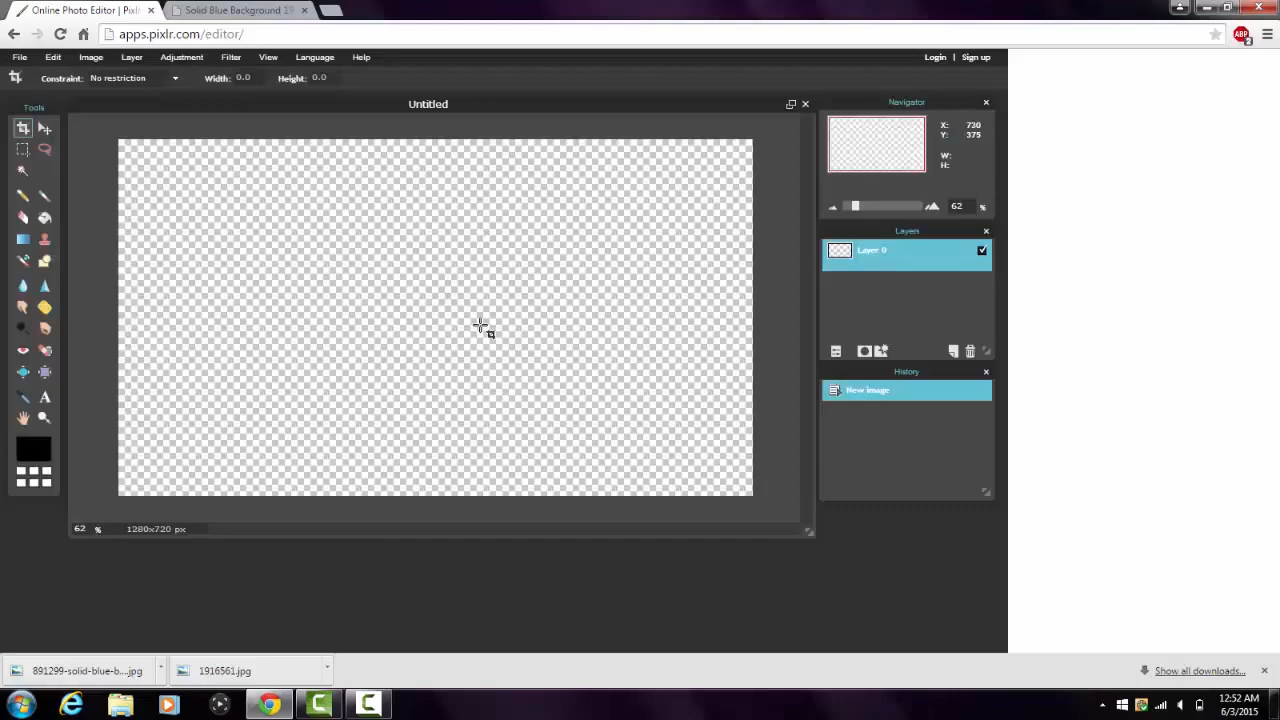 Online Photo Editor | Pixlr
Solid Blue Background 19
apps.pixlr.com/editor/
ABP
2
File Edit Image Layer Adjustment Filter View Language Help
Login | Sign up
Constraint: No restriction Width: 0.0 Height: 0.0
Tools
Untitled
Navigator
X: 730
Y: 375
W:
H:
62 %
Layers
Layer 0
History
New image
A
62 % 1280x720 px
891299-solid-blue-b....jpg
1916561.jpg
Show all downloads...
12:52 AM
6/3/2015